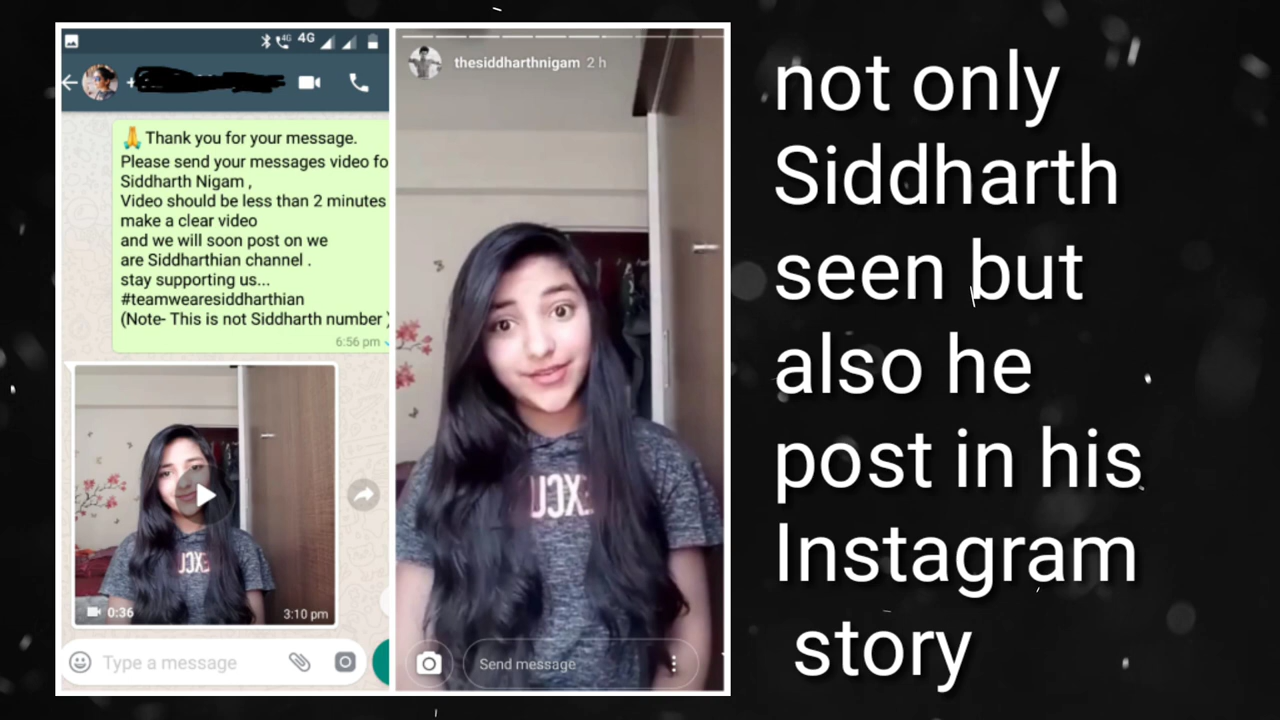 4G 4G
+
🙏 Thank you for your message.
Please send your messages video fo
Siddharth Nigam ,
Video should be less than 2 minutes
make a clear video
and we will soon post on we
are Siddharthian channel .
stay supporting us...
#teamwearesiddharthian
(Note- This is not Siddharth number )
6:56 pm
0:36
3:10 pm
Type a message
thesiddharthnigam 2 h
Send message
not only
Siddharth
seen but
also he
post in his
Instagram
story